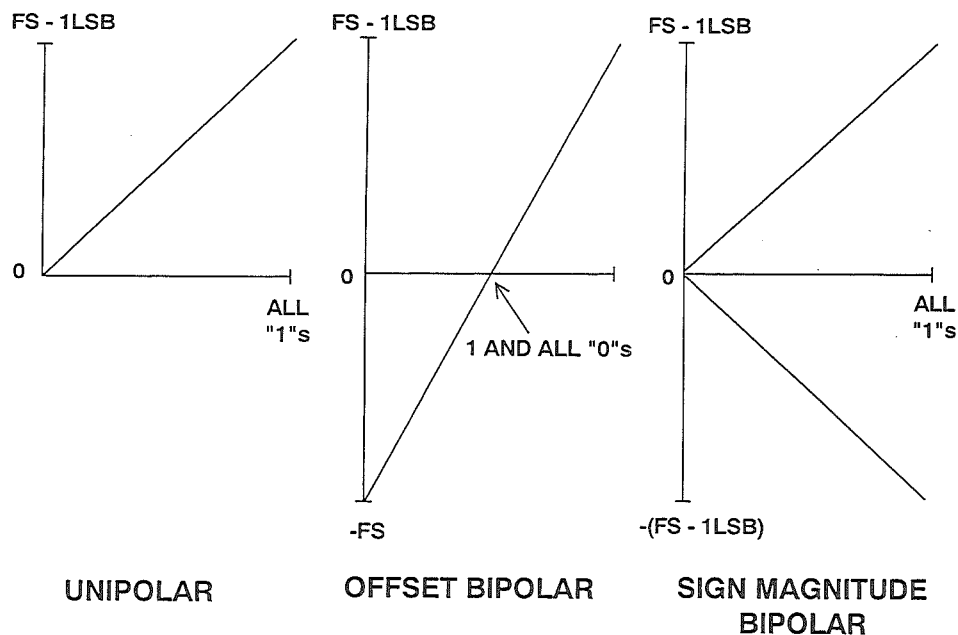 FS - 1LSB
FS - 1LSB
FS - 1LSB
0
0
0
ALL
"1"s
1 AND ALL "0"s
ALL
"1"s
-FS
-(FS - 1LSB)
UNIPOLAR
OFFSET BIPOLAR
SIGN MAGNITUDE
BIPOLAR